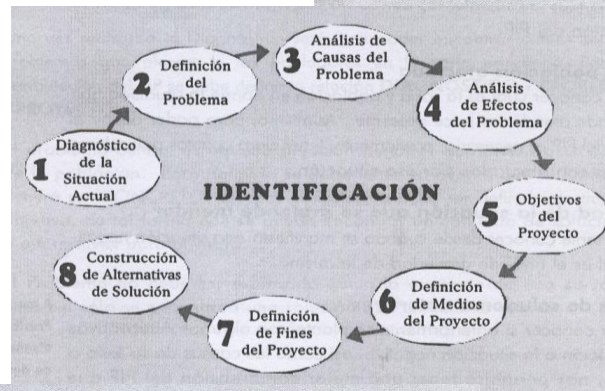 1
Diagnóstico
de la
Situación
Actual
2
Definición
del
Problema
3
Análisis de
Causas del
Problema
4
Análisis
de Efectos
del Problema
IDENTIFICACIÓN
5
Objetivos
del
Proyecto
6
Definición
de Medios
del Proyecto
7
Definición
de Fines
del Proyecto
8
Construcción
de Alternativas
de Solución